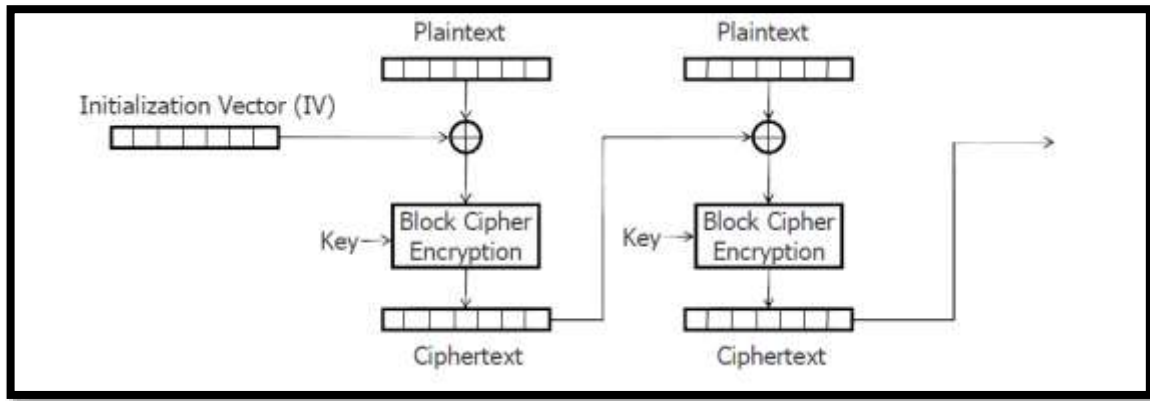 Plaintext
Plaintext
Initialization Vector (IV)
Key
Block Cipher
Encryption
Key
Block Cipher
Encryption
Ciphertext
Ciphertext